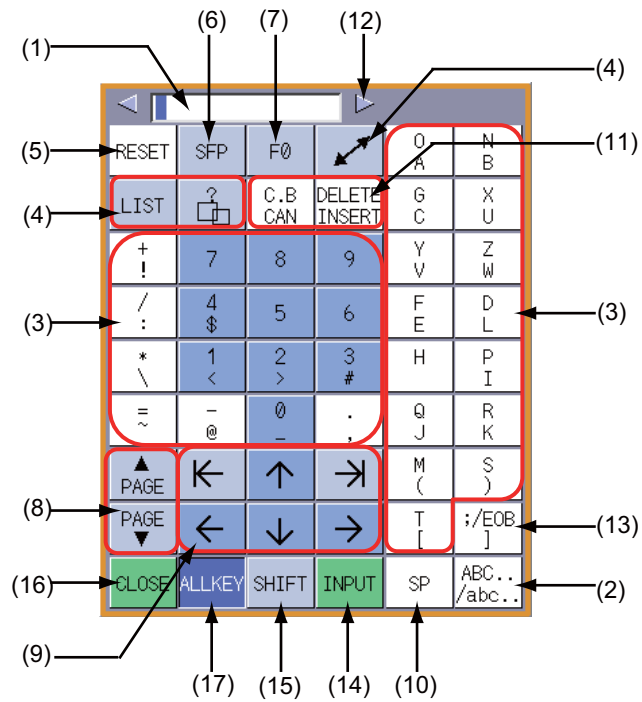 (6) (7) (12)
(1)
(4)
(5) RESET SFP F0 O N (11)
A B
(4) LIST ? C.B DELETE G X
CAN INSERT C U
+ 7 8 9 Y Z
! V W
(3) / 4 5 6 F D (3)
: $ E L
* 1 2 3 H P
\ < > # I
= - 0 . Q R
~ @ _ , J K
(8) ▲ |← ↑ →| M S
PAGE ( )
PAGE ← ↓ → T ;/EOB (13)
▼ [ ]
(16) CLOSE ALLKEY SHIFT INPUT SP ABC.. (2)
/abc..
(9)
(17) (15) (14) (10)